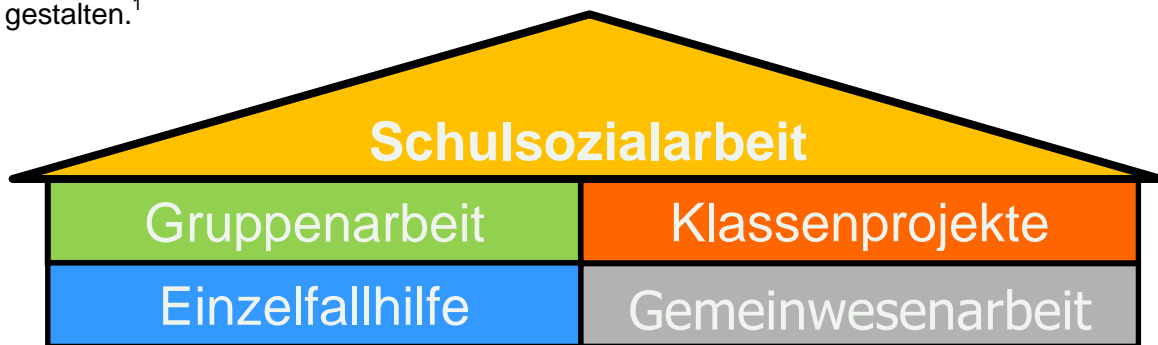 gestalten.¹
Schulsozialarbeit
Gruppenarbeit Klassenprojekte
Einzelfallhilfe Gemeinwesenarbeit